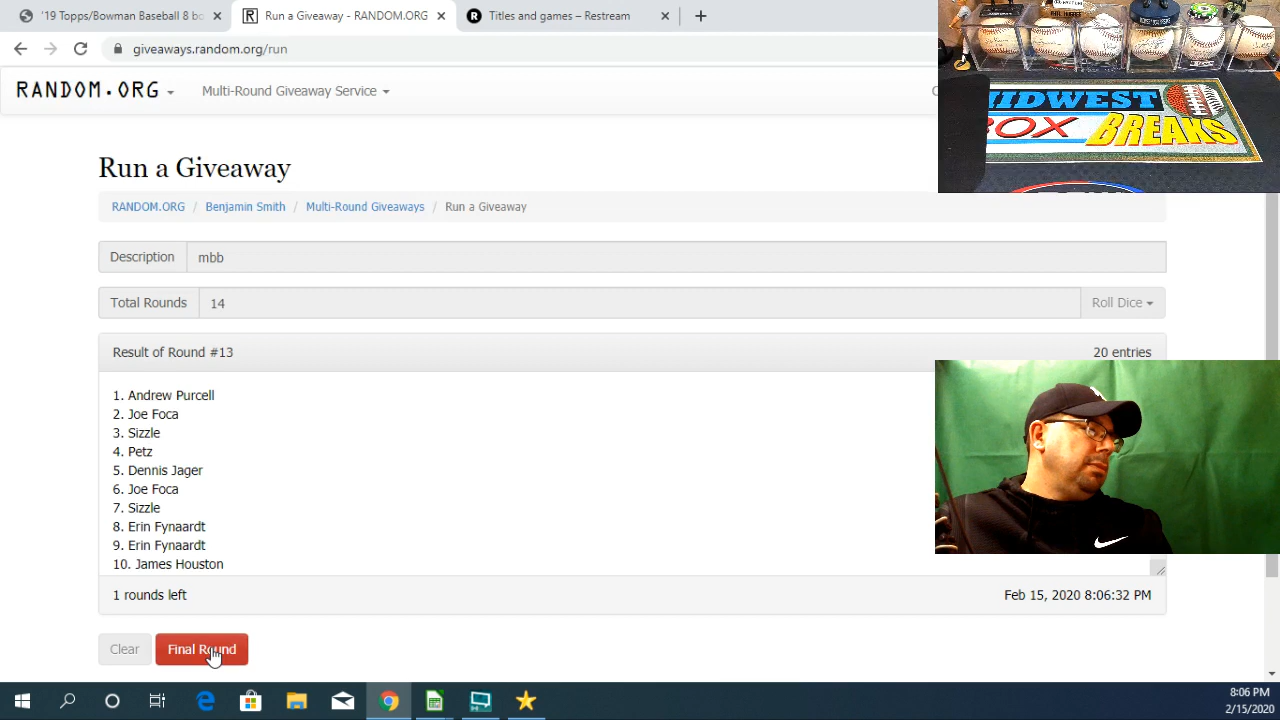 '19 Topps/Bowman Baseball 8 bo
Run a Giveaway - RANDOM.ORG
Titles and games – Restream
giveaways.random.org/run
RANDOM.ORG
Multi-Round Giveaway Service
MIDWEST
BOX BREAKS
Run a Giveaway
RANDOM.ORG / Benjamin Smith / Multi-Round Giveaways / Run a Giveaway
Description mbb
Total Rounds 14 Roll Dice
Result of Round #13 20 entries
1. Andrew Purcell
2. Joe Foca
3. Sizzle
4. Petz
5. Dennis Jager
6. Joe Foca
7. Sizzle
8. Erin Fynaardt
9. Erin Fynaardt
10. James Houston
1 rounds left Feb 15, 2020 8:06:32 PM
Clear Final Round
8:06 PM
2/15/2020